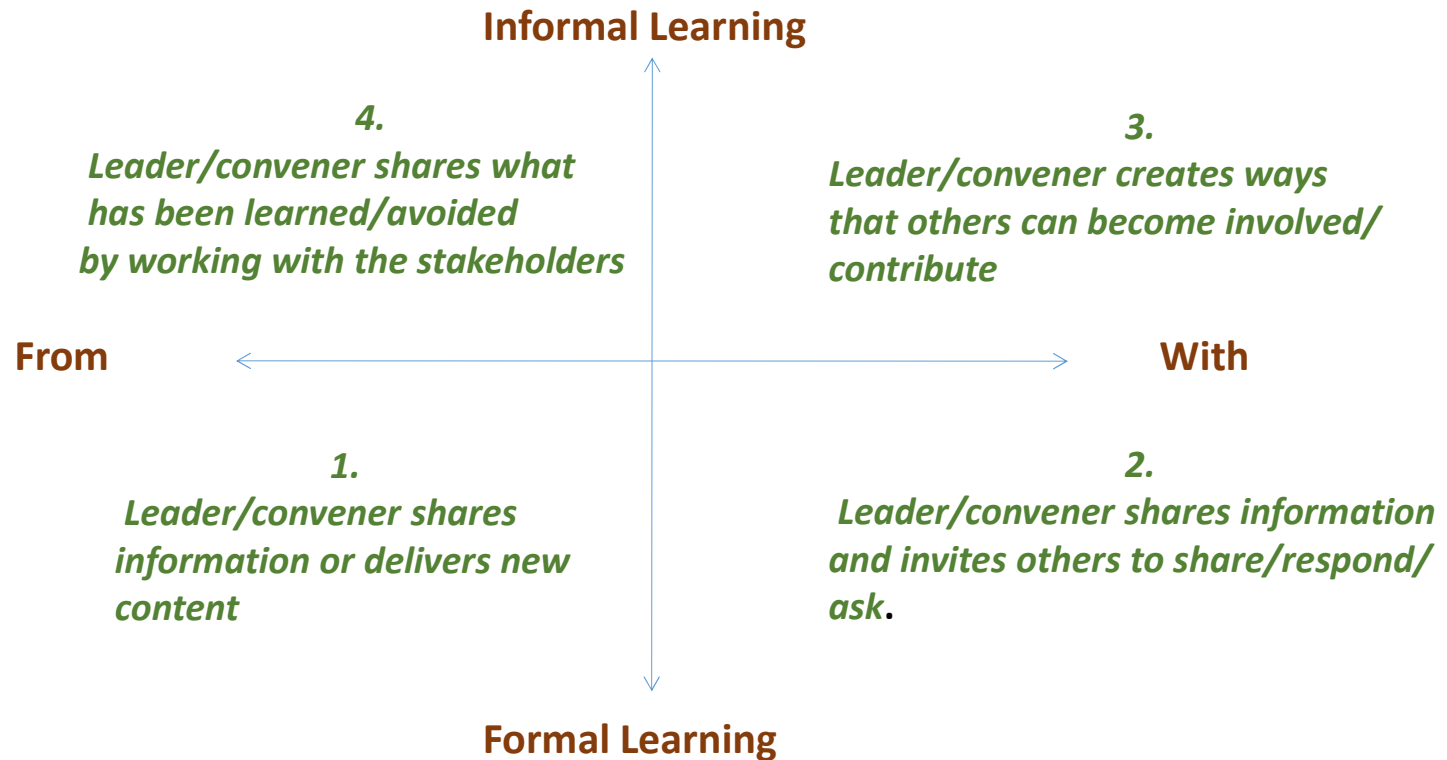 Informal Learning
4.
Leader/convener shares what
has been learned/avoided
by working with the stakeholders
3.
Leader/convener creates ways
that others can become involved/
contribute
From
With
1.
Leader/convener shares
information or delivers new
content
2.
Leader/convener shares information
and invites others to share/respond/
ask.
Formal Learning